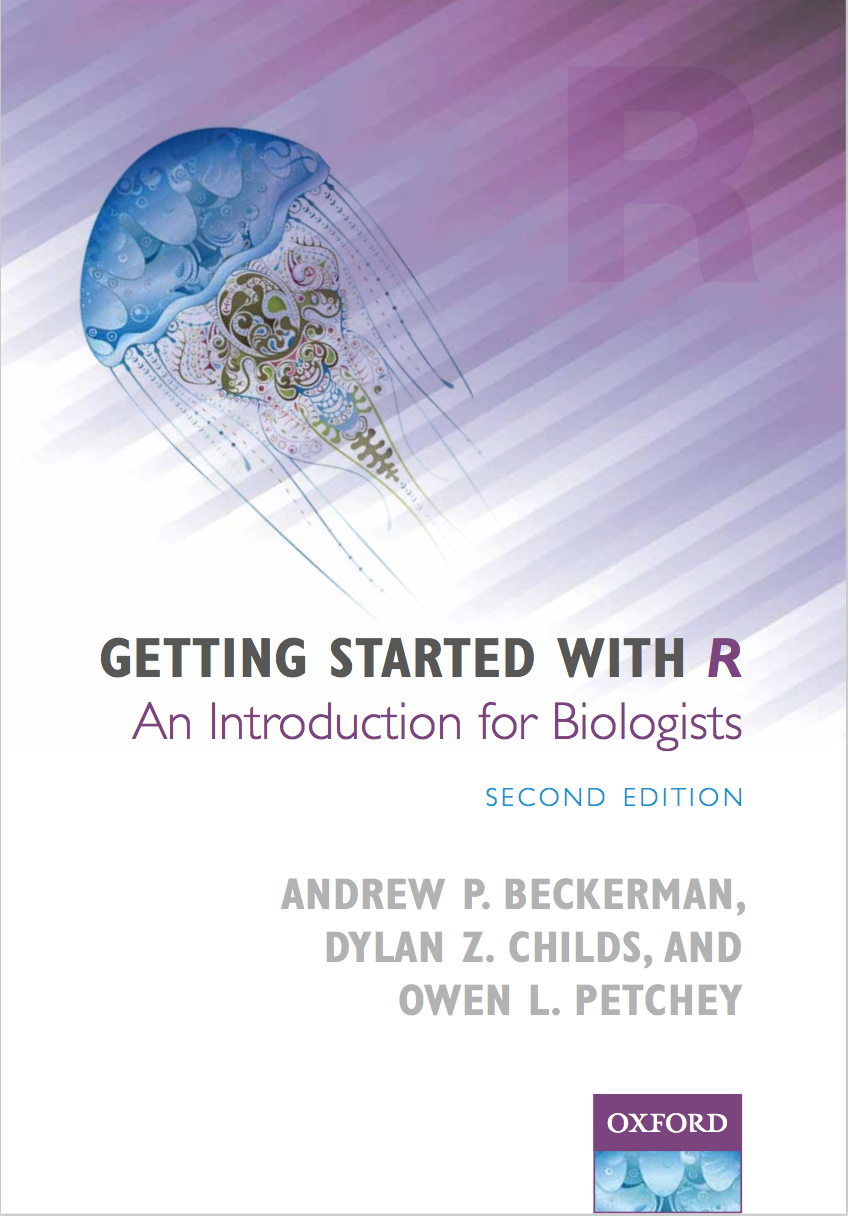 R
GETTING STARTED WITH R
An Introduction for Biologists
SECOND EDITION
ANDREW P. BECKERMAN,
DYLAN Z. CHILDS, AND
OWEN L. PETCHEY
OXFORD